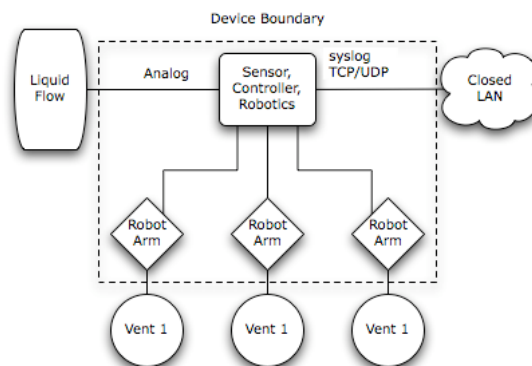 Device Boundary
Liquid
Flow
Analog
Sensor,
Controller,
Robotics
syslog
TCP/UDP
Closed
LAN
Robot
Arm
Robot
Arm
Robot
Arm
Vent 1
Vent 1
Vent 1